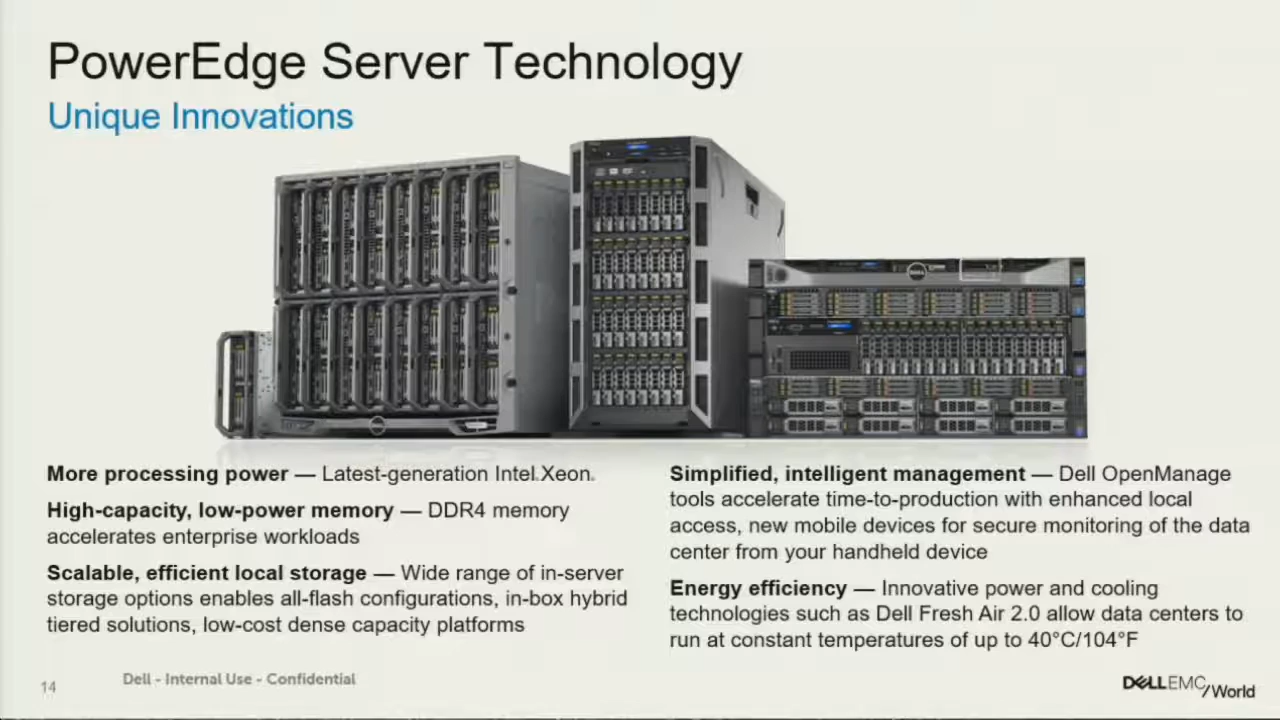 PowerEdge Server Technology
Unique Innovations
More processing power — Latest-generation Intel Xeon
High-capacity, low-power memory — DDR4 memory
accelerates enterprise workloads
Scalable, efficient local storage — Wide range of in-server
storage options enables all-flash configurations, in-box hybrid
tiered solutions, low-cost dense capacity platforms
Simplified, intelligent management — Dell OpenManage
tools accelerate time-to-production with enhanced local
access, new mobile devices for secure monitoring of the data
center from your handheld device
Energy efficiency — Innovative power and cooling
technologies such as Dell Fresh Air 2.0 allow data centers to
run at constant temperatures of up to 40°C/104°F
14
Dell - Internal Use - Confidential
DELLEMC
/World